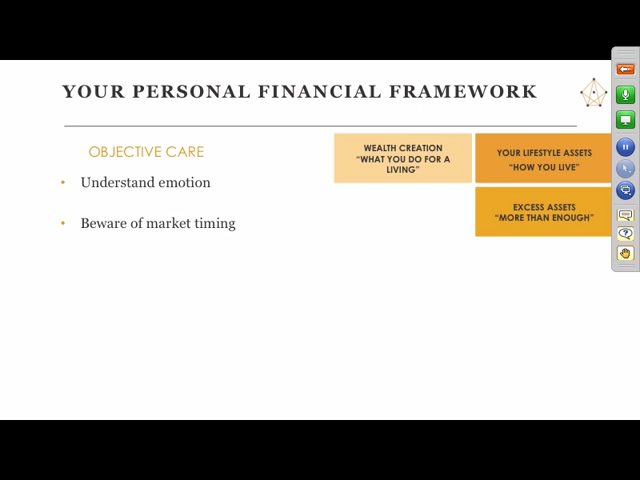 YOUR PERSONAL FINANCIAL FRAMEWORK
OBJECTIVE CARE
• Understand emotion
• Beware of market timing
WEALTH CREATION
“WHAT YOU DO FOR A
LIVING”
YOUR LIFESTYLE ASSETS
“HOW YOU LIVE”
EXCESS ASSETS
“MORE THAN ENOUGH”